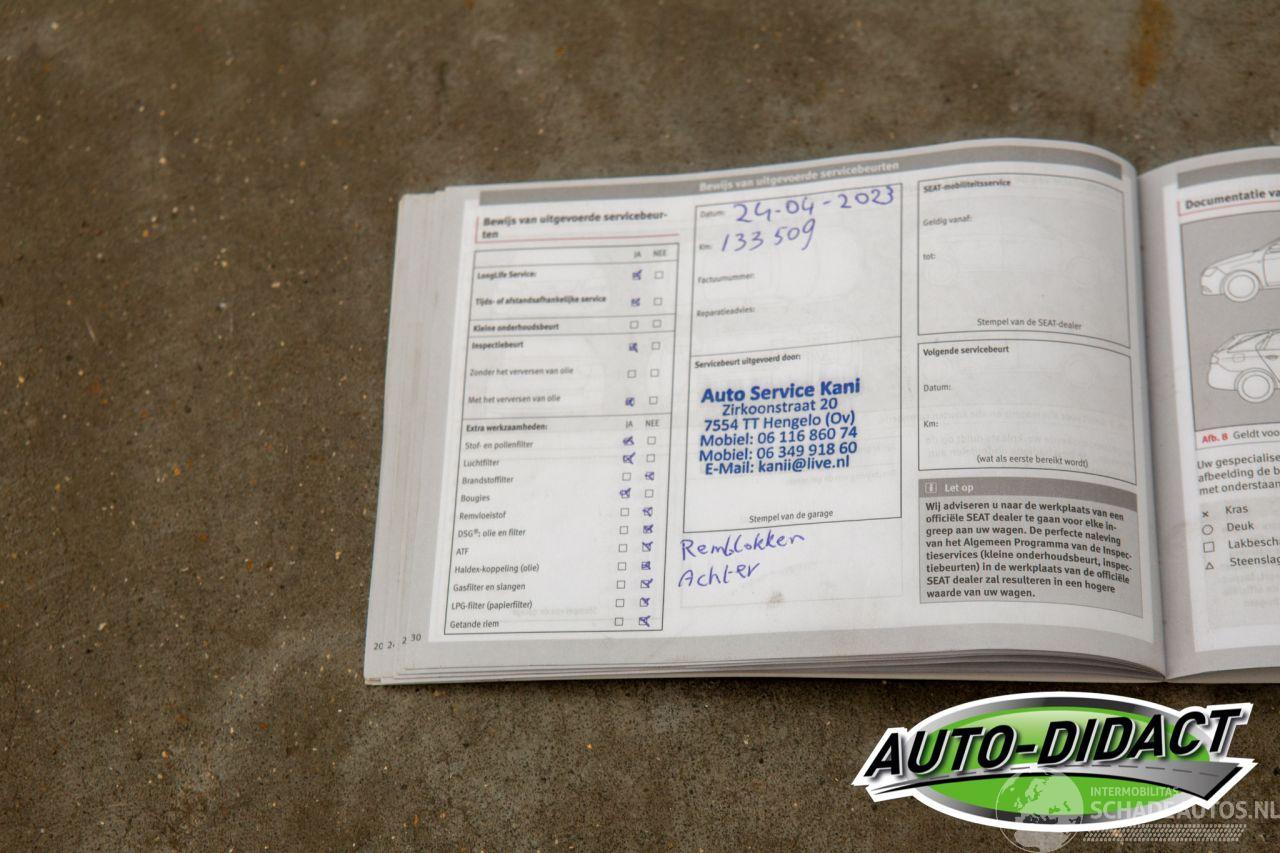 Bewijs van uitgevoerde servicebeurten
Bewijs van uitgevoerde servicebeur-
ten
JA NEE
LongLife Service:
Tijds- of afstandsafhankelijke service
Kleine onderhoudsbeurt
Inspectiebeurt
Zonder het verversen van olie
Met het verversen van olie
Extra werkzaamheden: JA NEE
Stof- en pollenfilter
Luchtfilter
Brandstoffilter
Bougies
Remvloeistof
DSG®: olie en filter
ATF
Haldex-koppeling (olie)
Gasfilter en slangen
LPG-filter (papierfilter)
Getande riem
Datum: 24-04-2023
Km: 133 509
Factuurnummer:
Reparatieadvies:
Servicebeurt uitgevoerd door:
Auto Service Kani
Zirkoonstraat 20
7554 TT Hengelo (Ov)
Mobiel: 06 116 860 74
Mobiel: 06 349 918 60
E-Mail: kanii@live.nl
Stempel van de garage
Remblokken
Achter
SEAT-mobiliteitsservice
Geldig vanaf:
tot:
Stempel van de SEAT-dealer
Volgende servicebeurt
Datum:
Km:
(wat als eerste bereikt wordt)
Let op
Wij adviseren u naar de werkplaats van een
officiële SEAT dealer te gaan voor elke in-
greep aan uw wagen. De perfecte naleving
van het Algemeen Programma van de Inspec-
tieservices (kleine onderhoudsbeurt, inspec-
tiebeurten) in de werkplaats van de officiële
SEAT dealer zal resulteren in een hogere
waarde van uw wagen.
30
Documentatie va
Afb. 8 Geldt voo
Uw gespecialise
afbeelding de b
met onderstaan
Kras
Deuk
Lakbescha
Steenslag
AUTO-DIDACT
INTERMOBILITAS
SCHADEAUTOS.NL